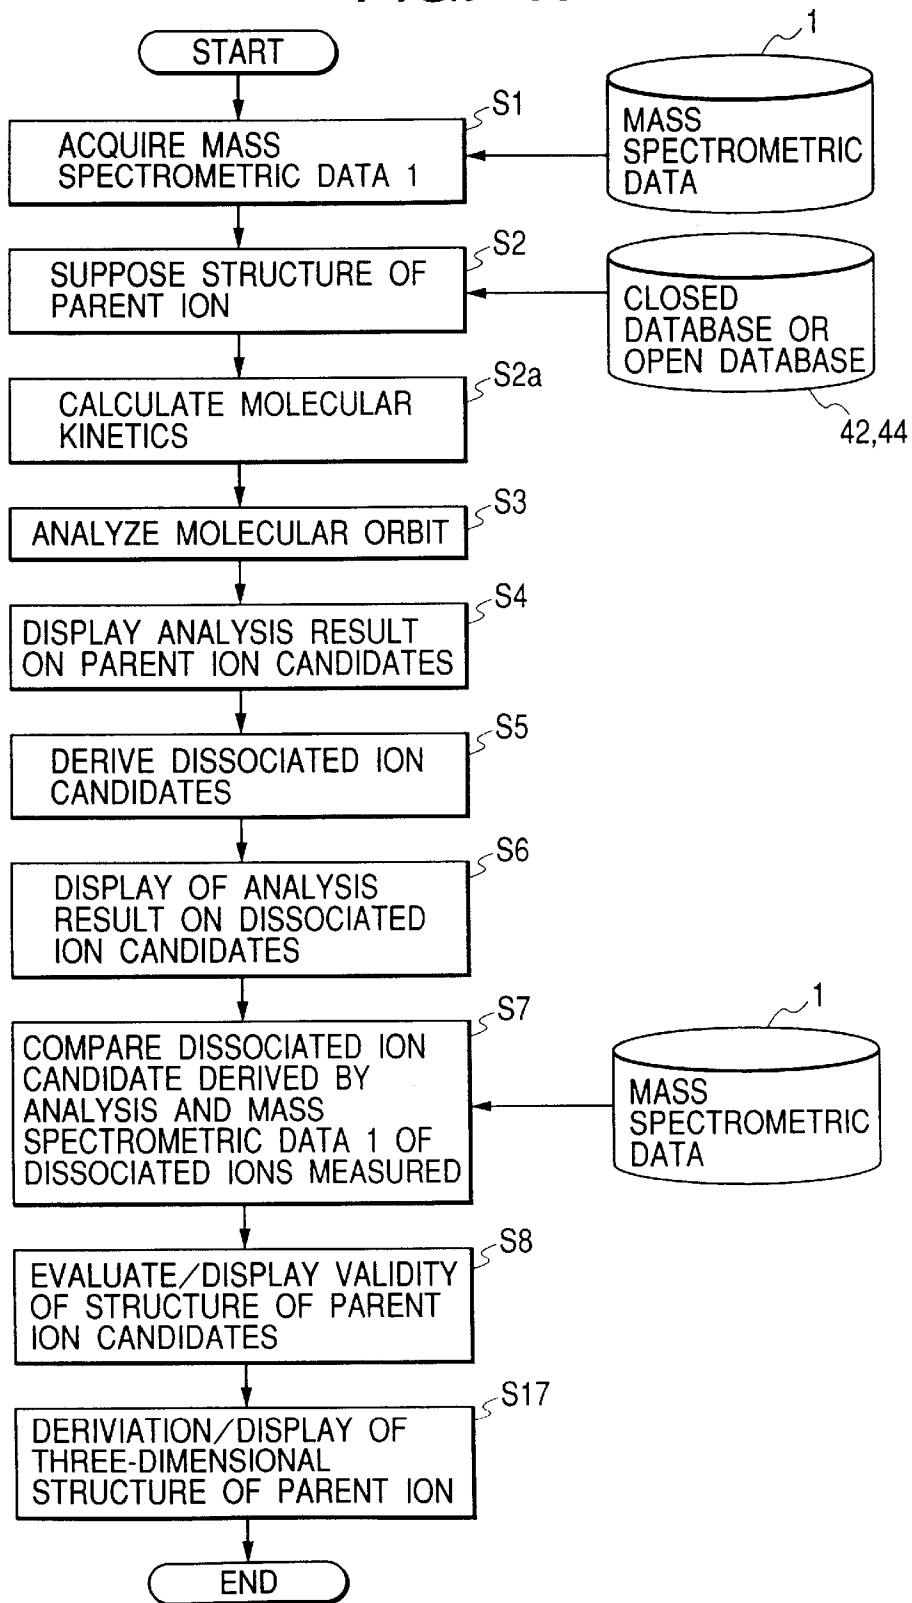 START
1
S1
ACQUIRE MASS
SPECTROMETRIC DATA 1
MASS
SPECTROMETRIC
DATA
S2
SUPPOSE STRUCTURE OF
PARENT ION
CLOSED
DATABASE OR
OPEN DATABASE
42,44
S2a
CALCULATE MOLECULAR
KINETICS
S3
ANALYZE MOLECULAR ORBIT
S4
DISPLAY ANALYSIS RESULT
ON PARENT ION CANDIDATES
S5
DERIVE DISSOCIATED ION
CANDIDATES
S6
DISPLAY OF ANALYSIS
RESULT ON DISSOCIATED
ION CANDIDATES
S7
COMPARE DISSOCIATED ION
CANDIDATE DERIVED BY
ANALYSIS AND MASS
SPECTROMETRIC DATA 1 OF
DISSOCIATED IONS MEASURED
1
MASS
SPECTROMETRIC
DATA
S8
EVALUATE/DISPLAY VALIDITY
OF STRUCTURE OF PARENT
ION CANDIDATES
S17
DERIVIATION/DISPLAY OF
THREE-DIMENSIONAL
STRUCTURE OF PARENT ION
END